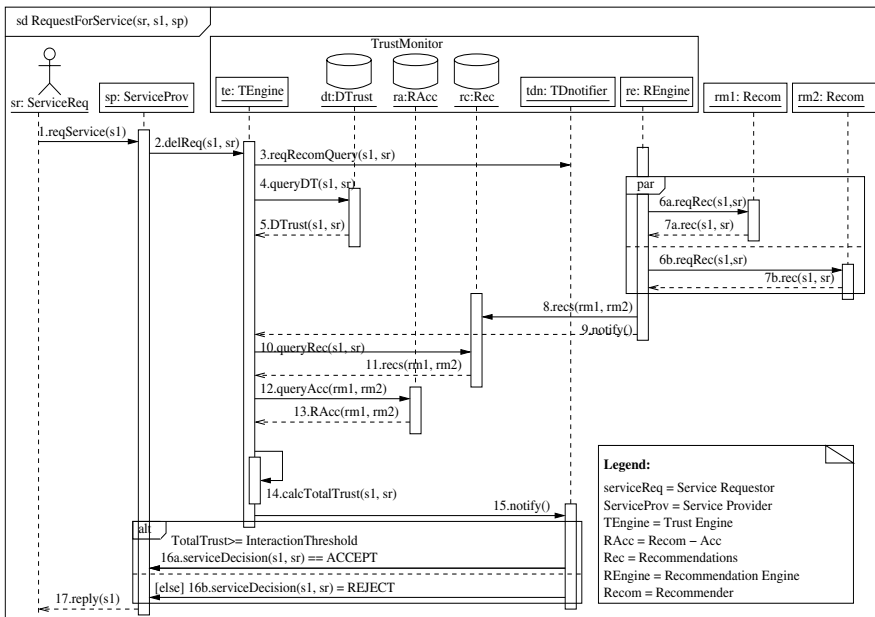 sd RequestForService(sr, s1, sp)
TrustMonitor
sr: ServiceReq
sp: ServiceProv
te: TEngine
dt:DTrust
ra:RAcc
rc:Rec
tdn: TDnotifier
re: REngine
rm1: Recom
rm2: Recom
1.reqService(s1)
2.delReq(s1, sr)
3.reqRecomQuery(s1, sr)
4.queryDT(s1, sr)
5.DTrust(s1, sr)
par
6a.reqRec(s1,sr)
7a.rec(s1, sr)
6b.reqRec(s1,sr)
7b.rec(s1, sr)
8.recs(rm1, rm2)
9.notify()
10.queryRec(s1, sr)
11.recs(rm1, rm2)
12.queryAcc(rm1, rm2)
13.RAcc(rm1, rm2)
14.calcTotalTrust(s1, sr)
15.notify()
alt
TotalTrust>= InteractionThreshold
16a.serviceDecision(s1, sr) == ACCEPT
[else] 16b.serviceDecision(s1, sr) = REJECT
17.reply(s1)
Legend:
serviceReq = Service Requestor
ServiceProv = Service Provider
TEngine = Trust Engine
RAcc = Recom − Acc
Rec = Recommendations
REngine = Recommendation Engine
Recom = Recommender